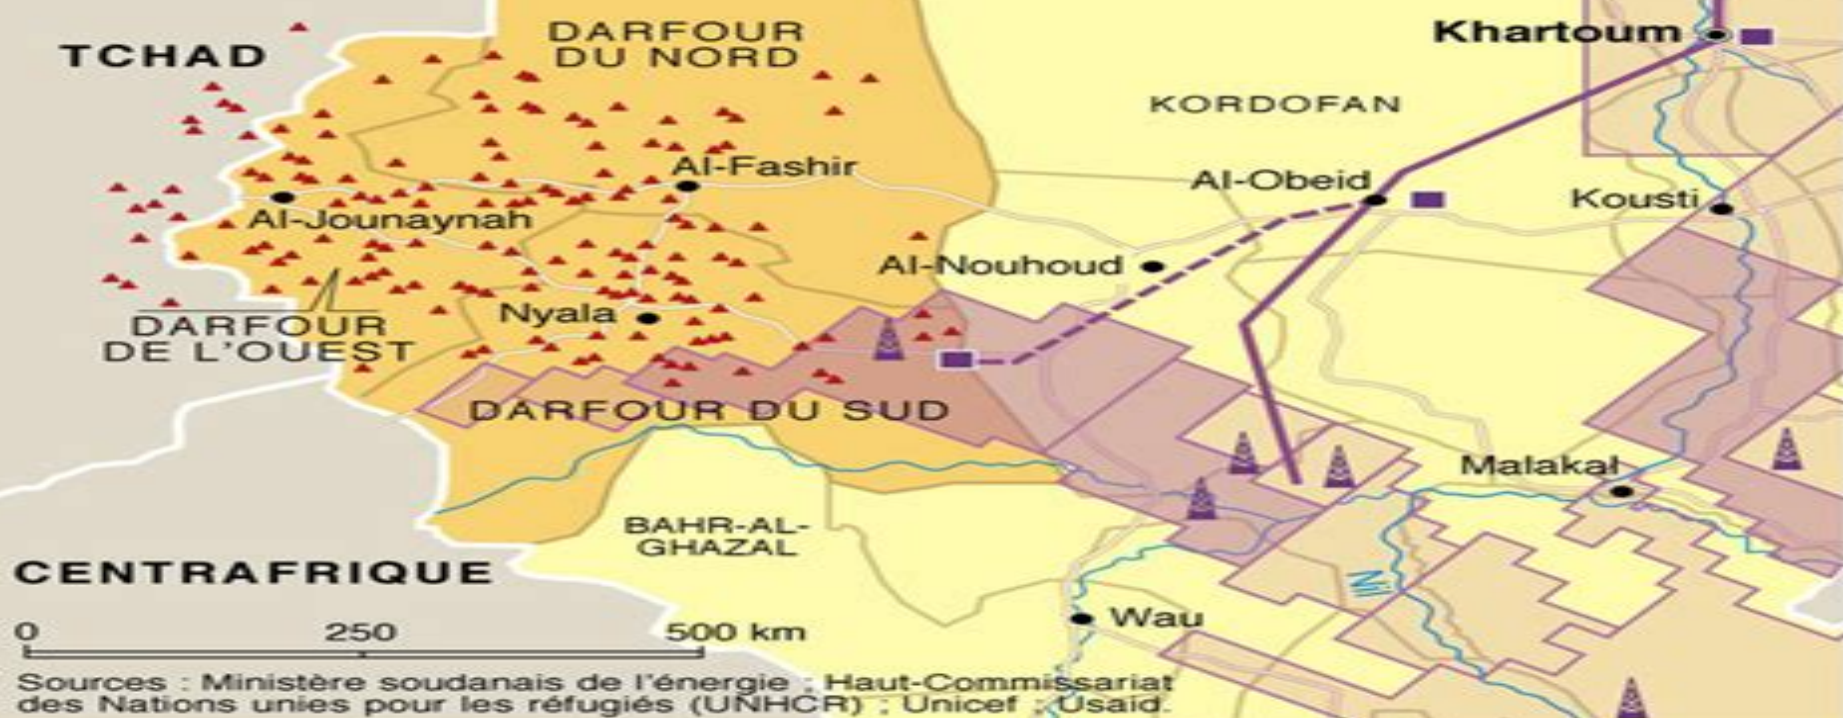 TCHAD
DARFOUR
DU NORD
Khartoum
KORDOFAN
Al-Fashir
Al-Obeid
Kousti
Al-Jounaynah
Al-Nouhoud
Nyala
DARFOUR
DE L'OUEST
DARFOUR DU SUD
Malakal
BAHR-AL-
GHAZAL
CENTRAFRIQUE
Nil
Wau
0 250 500 km
Sources : Ministère soudanais de l'énergie ; Haut-Commissariat
des Nations unies pour les réfugiés (UNHCR) ; Unicef ; Usaid.